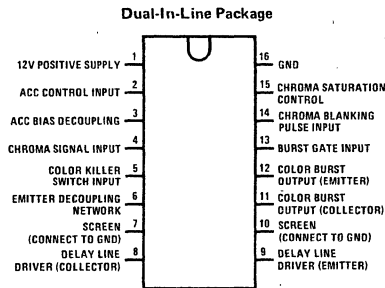 Dual-In-Line Package
12V POSITIVE SUPPLY 1
ACC CONTROL INPUT 2
ACC BIAS DECOUPLING 3
CHROMA SIGNAL INPUT 4
COLOR KILLER 5
SWITCH INPUT
EMITTER DECOUPLING 6
NETWORK
SCREEN 7
(CONNECT TO GND)
DELAY LINE 8
DRIVER (COLLECTOR)
16 GND
15 CHROMA SATURATION
CONTROL
14 CHROMA BLANKING
PULSE INPUT
13 BURST GATE INPUT
12 COLOR BURST
OUTPUT (EMITTER)
11 COLOR BURST
OUTPUT (COLLECTOR)
10 SCREEN
(CONNECT TO GND)
9 DELAY LINE
DRIVER (EMITTER)